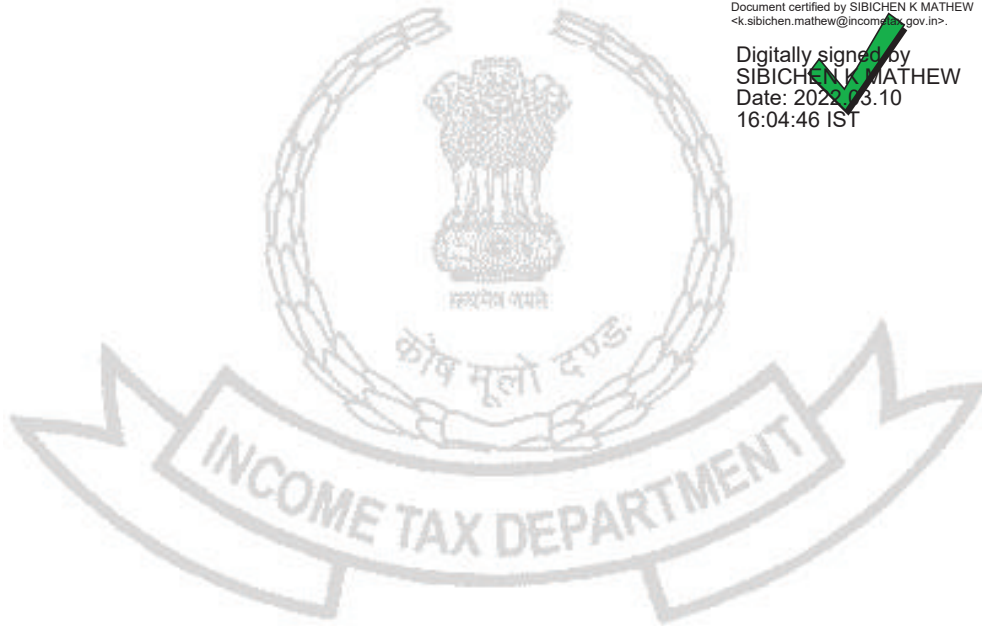 Document certified by SIBICHEN K MATHEW
<k.sibichen.mathew@incometax.gov.in>.
Digitally signed by
SIBICHEN K MATHEW
Date: 2022.03.10
16:04:46 IST
सत्यमेव जयते
कोष मूलो दण्डः
INCOME TAX DEPARTMENT